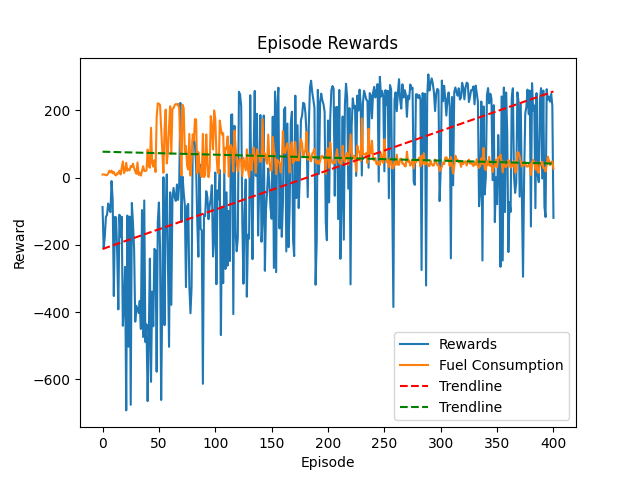 Episode Rewards
200
0
−200
−400
−600
Reward
0
50
100
150
200
250
300
350
400
Episode
Rewards
Fuel Consumption
Trendline
Trendline